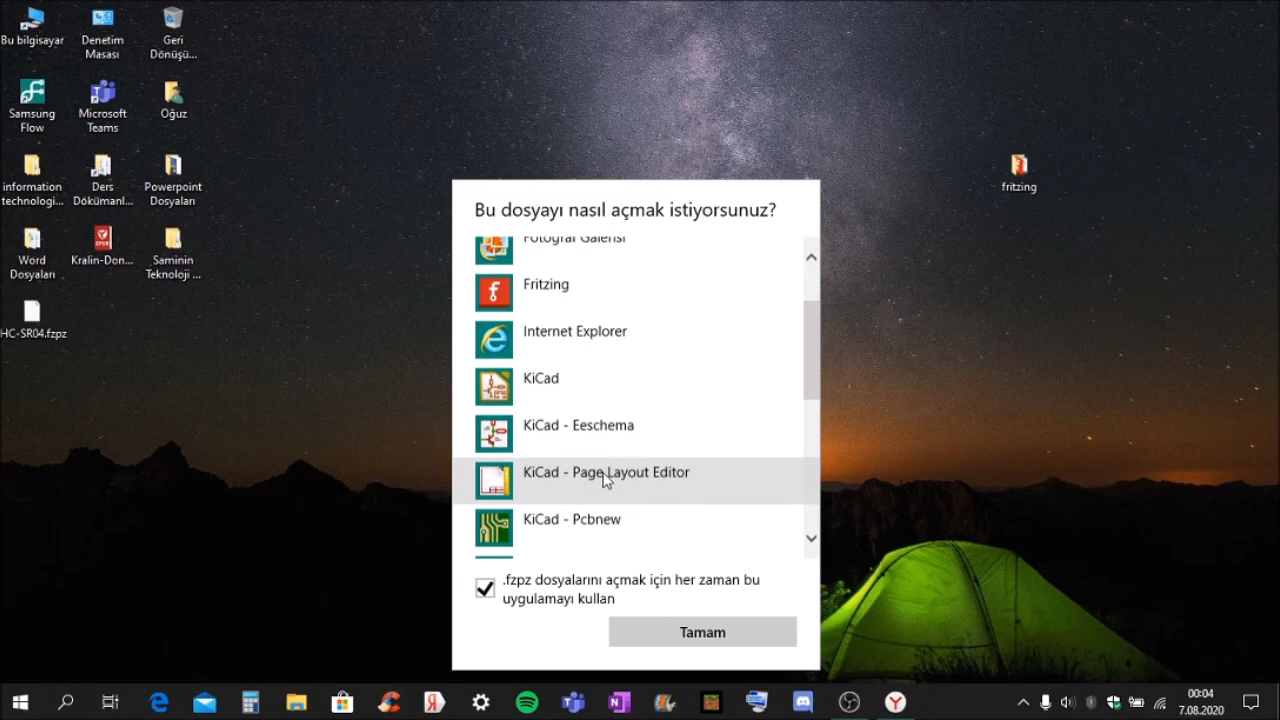 Bu bilgisayar
Denetim
Masası
Geri
Dönüşü...
Samsung
Flow
Microsoft
Teams
Oğuz
information
technologi...
Ders
Dökümanl...
Powerpoint
Dosyaları
Word
Dosyaları
Kralin-Don...
Saminin
Teknoloji ...
HC-SR04.fzpz
fritzing
Bu dosyayı nasıl açmak istiyorsunuz?
Fotoğraf Galerisi
Fritzing
Internet Explorer
KiCad
KiCad - Eeschema
KiCad - Page Layout Editor
KiCad - Pcbnew
.fzpz dosyalarını açmak için her zaman bu
uygulamayı kullan
Tamam
00:04
7.08.2020